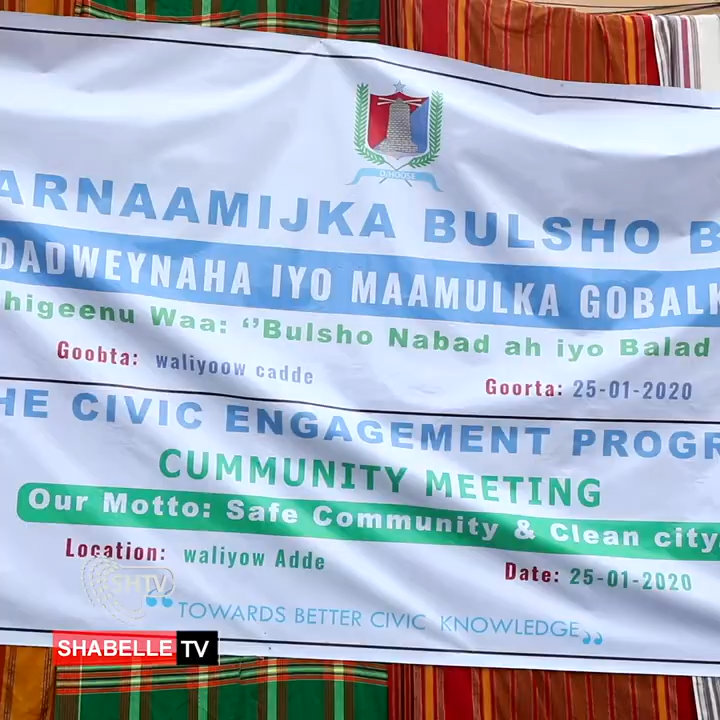 DJHOOSE
ARNAAMIJKA BULSHO B
DADWEYNAHA IYO MAAMULKA GOBALK
higeenu Waa: ‘’Bulsho Nabad ah iyo Balad
Goobta: waliyoow cadde
Goorta: 25-01-2020
HE CIVIC ENGAGEMENT PROGR
CUMMUNITY MEETING
Our Motto: Safe Community & Clean city
Location: waliyow Adde
Date: 25-01-2020
SHTV
“TOWARDS BETTER CIVIC KNOWLEDGE”
SHABELLE TV